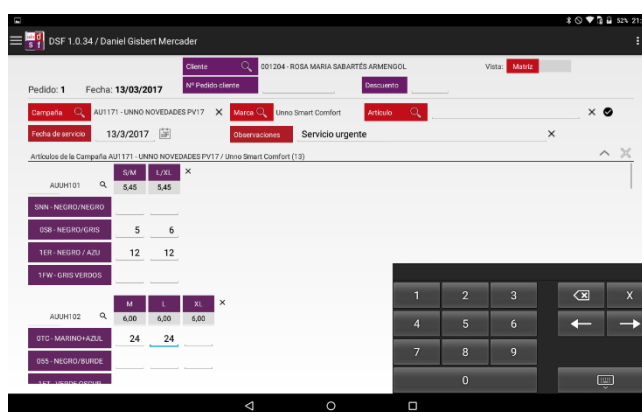 52% 21:
DSF 1.0.34 / Daniel Gisbert Mercader
Cliente 001204 - ROSA MARIA SABARTÉS ARMENGOL Vista: Matriz
Pedido: 1 Fecha: 13/03/2017 Nº Pedido cliente Descuento
Campaña AU1171 - UNNO NOVEDADES PV17 X Marca Unno Smart Comfort Artículo X
Fecha de servicio 13/3/2017 Observaciones Servicio urgente X
Artículos de la Campaña AU1171 - UNNO NOVEDADES PV17 / Unno Smart Comfort (13)
S/M L/XL X
AUUH101 5,45 5,45
SNN - NEGRO/NEGRO
0SB - NEGRO/GRIS 5 6
1ER - NEGRO / AZU 12 12
1FW - GRIS VERDOS
M L XL X
AUUH102 6,00 6,00 6,00
0TC - MARINO+AZUL 24 24
055 - NEGRO/BURDE
1ET - VERDE OSCUR
1 2 3 X
4 5 6
7 8 9
0